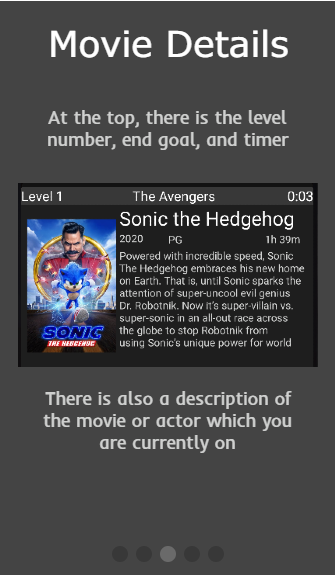 Movie Details
At the top, there is the level
number, end goal, and timer
Level 1 The Avengers 0:03
Sonic the Hedgehog
2020 PG 1h 39m
Powered with incredible speed, Sonic
The Hedgehog embraces his new home
on Earth. That is, until Sonic sparks the
attention of super-uncool evil genius
Dr. Robotnik. Now it's super-villain vs.
super-sonic in an all-out race across
the globe to stop Robotnik from
using Sonic's unique power for world
SONIC
THE HEDGEHOG
There is also a description of
the movie or actor which you
are currently on